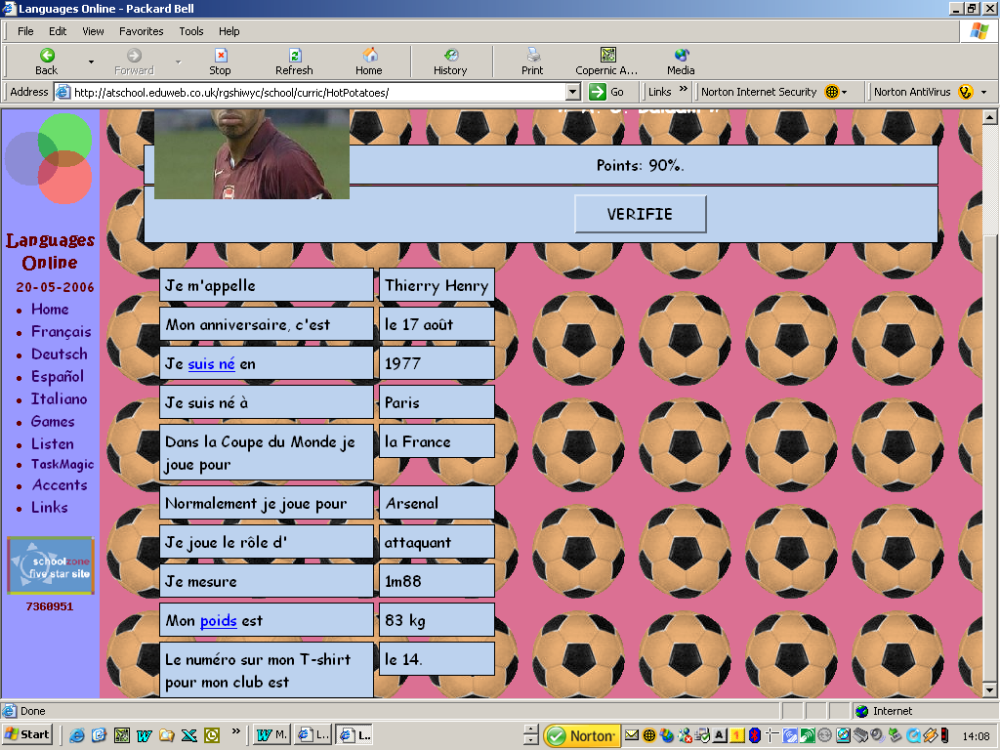 Languages Online - Packard Bell
File Edit View Favorites Tools Help
Back Forward Stop Refresh Home History Print Copernic A... Media
Address http://atschool.eduweb.co.uk/rgshiwyc/school/curric/HotPotatoes/ Go Links » Norton Internet Security Norton AntiVirus
Points: 90%.
VERIFIE
Languages
Online
20-05-2006
Home
Français
Deutsch
Español
Italiano
Games
Listen
TaskMagic
Accents
Links
schoolzone
five star site
7360951
Je m'appelle Thierry Henry
Mon anniversaire, c'est le 17 août
Je suis né en 1977
Je suis né à Paris
Dans la Coupe du Monde je la France
joue pour
Normalement je joue pour Arsenal
Je joue le rôle d' attaquant
Je mesure 1m88
Mon poids est 83 kg
Le numéro sur mon T-shirt le 14.
pour mon club est
Done Internet
Start » M. L.. L.. Norton 14:08